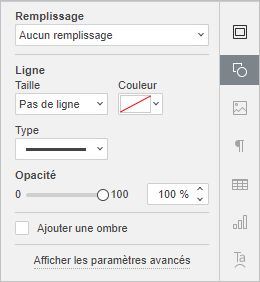 Remplissage
Aucun remplissage
Ligne
Taille Couleur
Pas de ligne
Type
Opacité
0 100 100 %
Ajouter une ombre
Afficher les paramètres avancés
Ta